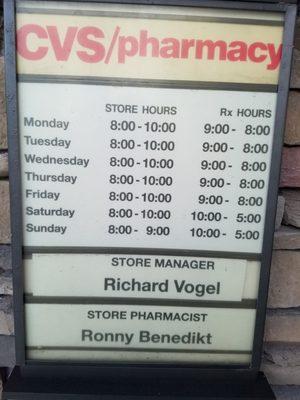 CVS/pharmacy
STORE HOURS Rx HOURS
Monday 8:00 - 10:00 9:00 - 8:00
Tuesday 8:00 - 10:00 9:00 - 8:00
Wednesday 8:00 - 10:00 9:00 - 8:00
Thursday 8:00 - 10:00 9:00 - 8:00
Friday 8:00 - 10:00 9:00 - 8:00
Saturday 8:00 - 10:00 10:00 - 5:00
Sunday 8:00 - 9:00 10:00 - 5:00
STORE MANAGER
Richard Vogel
STORE PHARMACIST
Ronny Benedikt